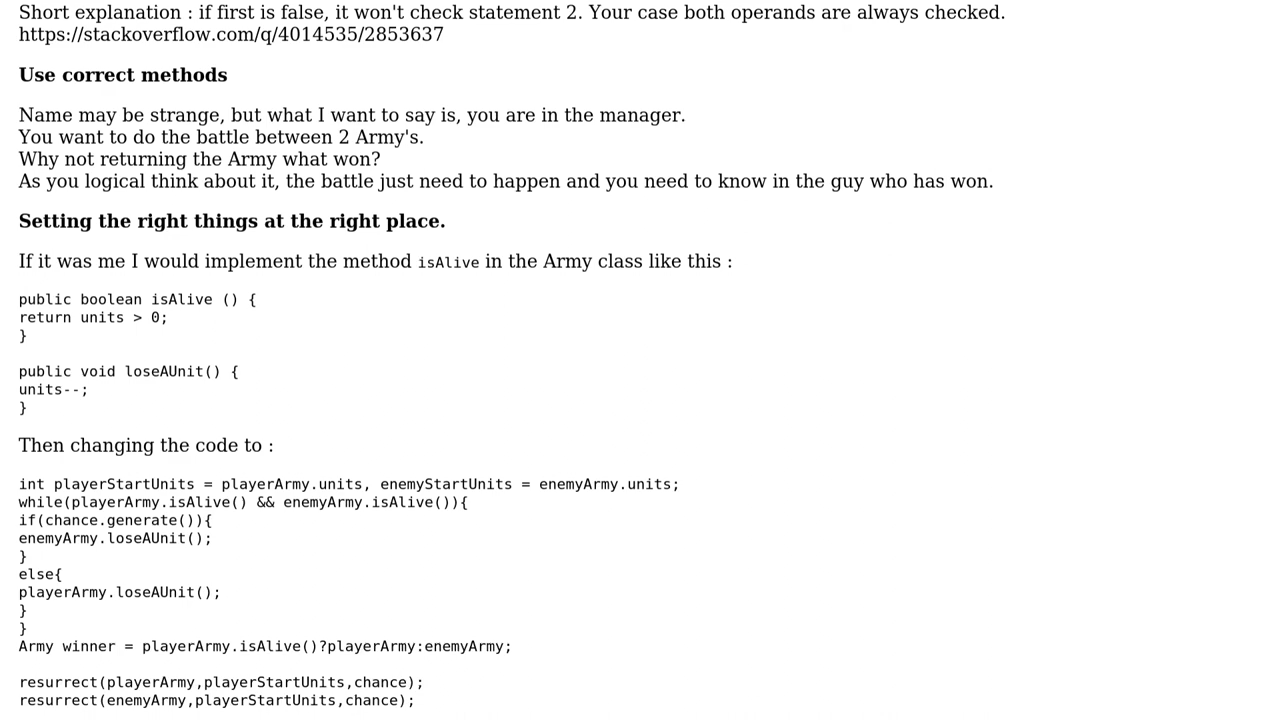 Short explanation : if first is false, it won't check statement 2. Your case both operands are always checked.
https://stackoverflow.com/q/4014535/2853637
Use correct methods
Name may be strange, but what I want to say is, you are in the manager.
You want to do the battle between 2 Army's.
Why not returning the Army what won?
As you logical think about it, the battle just need to happen and you need to know in the guy who has won.
Setting the right things at the right place.
If it was me I would implement the method isAlive in the Army class like this :
public boolean isAlive () {
return units > 0;
}
public void loseAUnit() {
units--;
}
Then changing the code to :
int playerStartUnits = playerArmy.units, enemyStartUnits = enemyArmy.units;
while(playerArmy.isAlive() && enemyArmy.isAlive()){
if(chance.generate()){
enemyArmy.loseAUnit();
}
else{
playerArmy.loseAUnit();
}
}
Army winner = playerArmy.isAlive()?playerArmy:enemyArmy;
resurrect(playerArmy,playerStartUnits,chance);
resurrect(enemyArmy,playerStartUnits,chance);